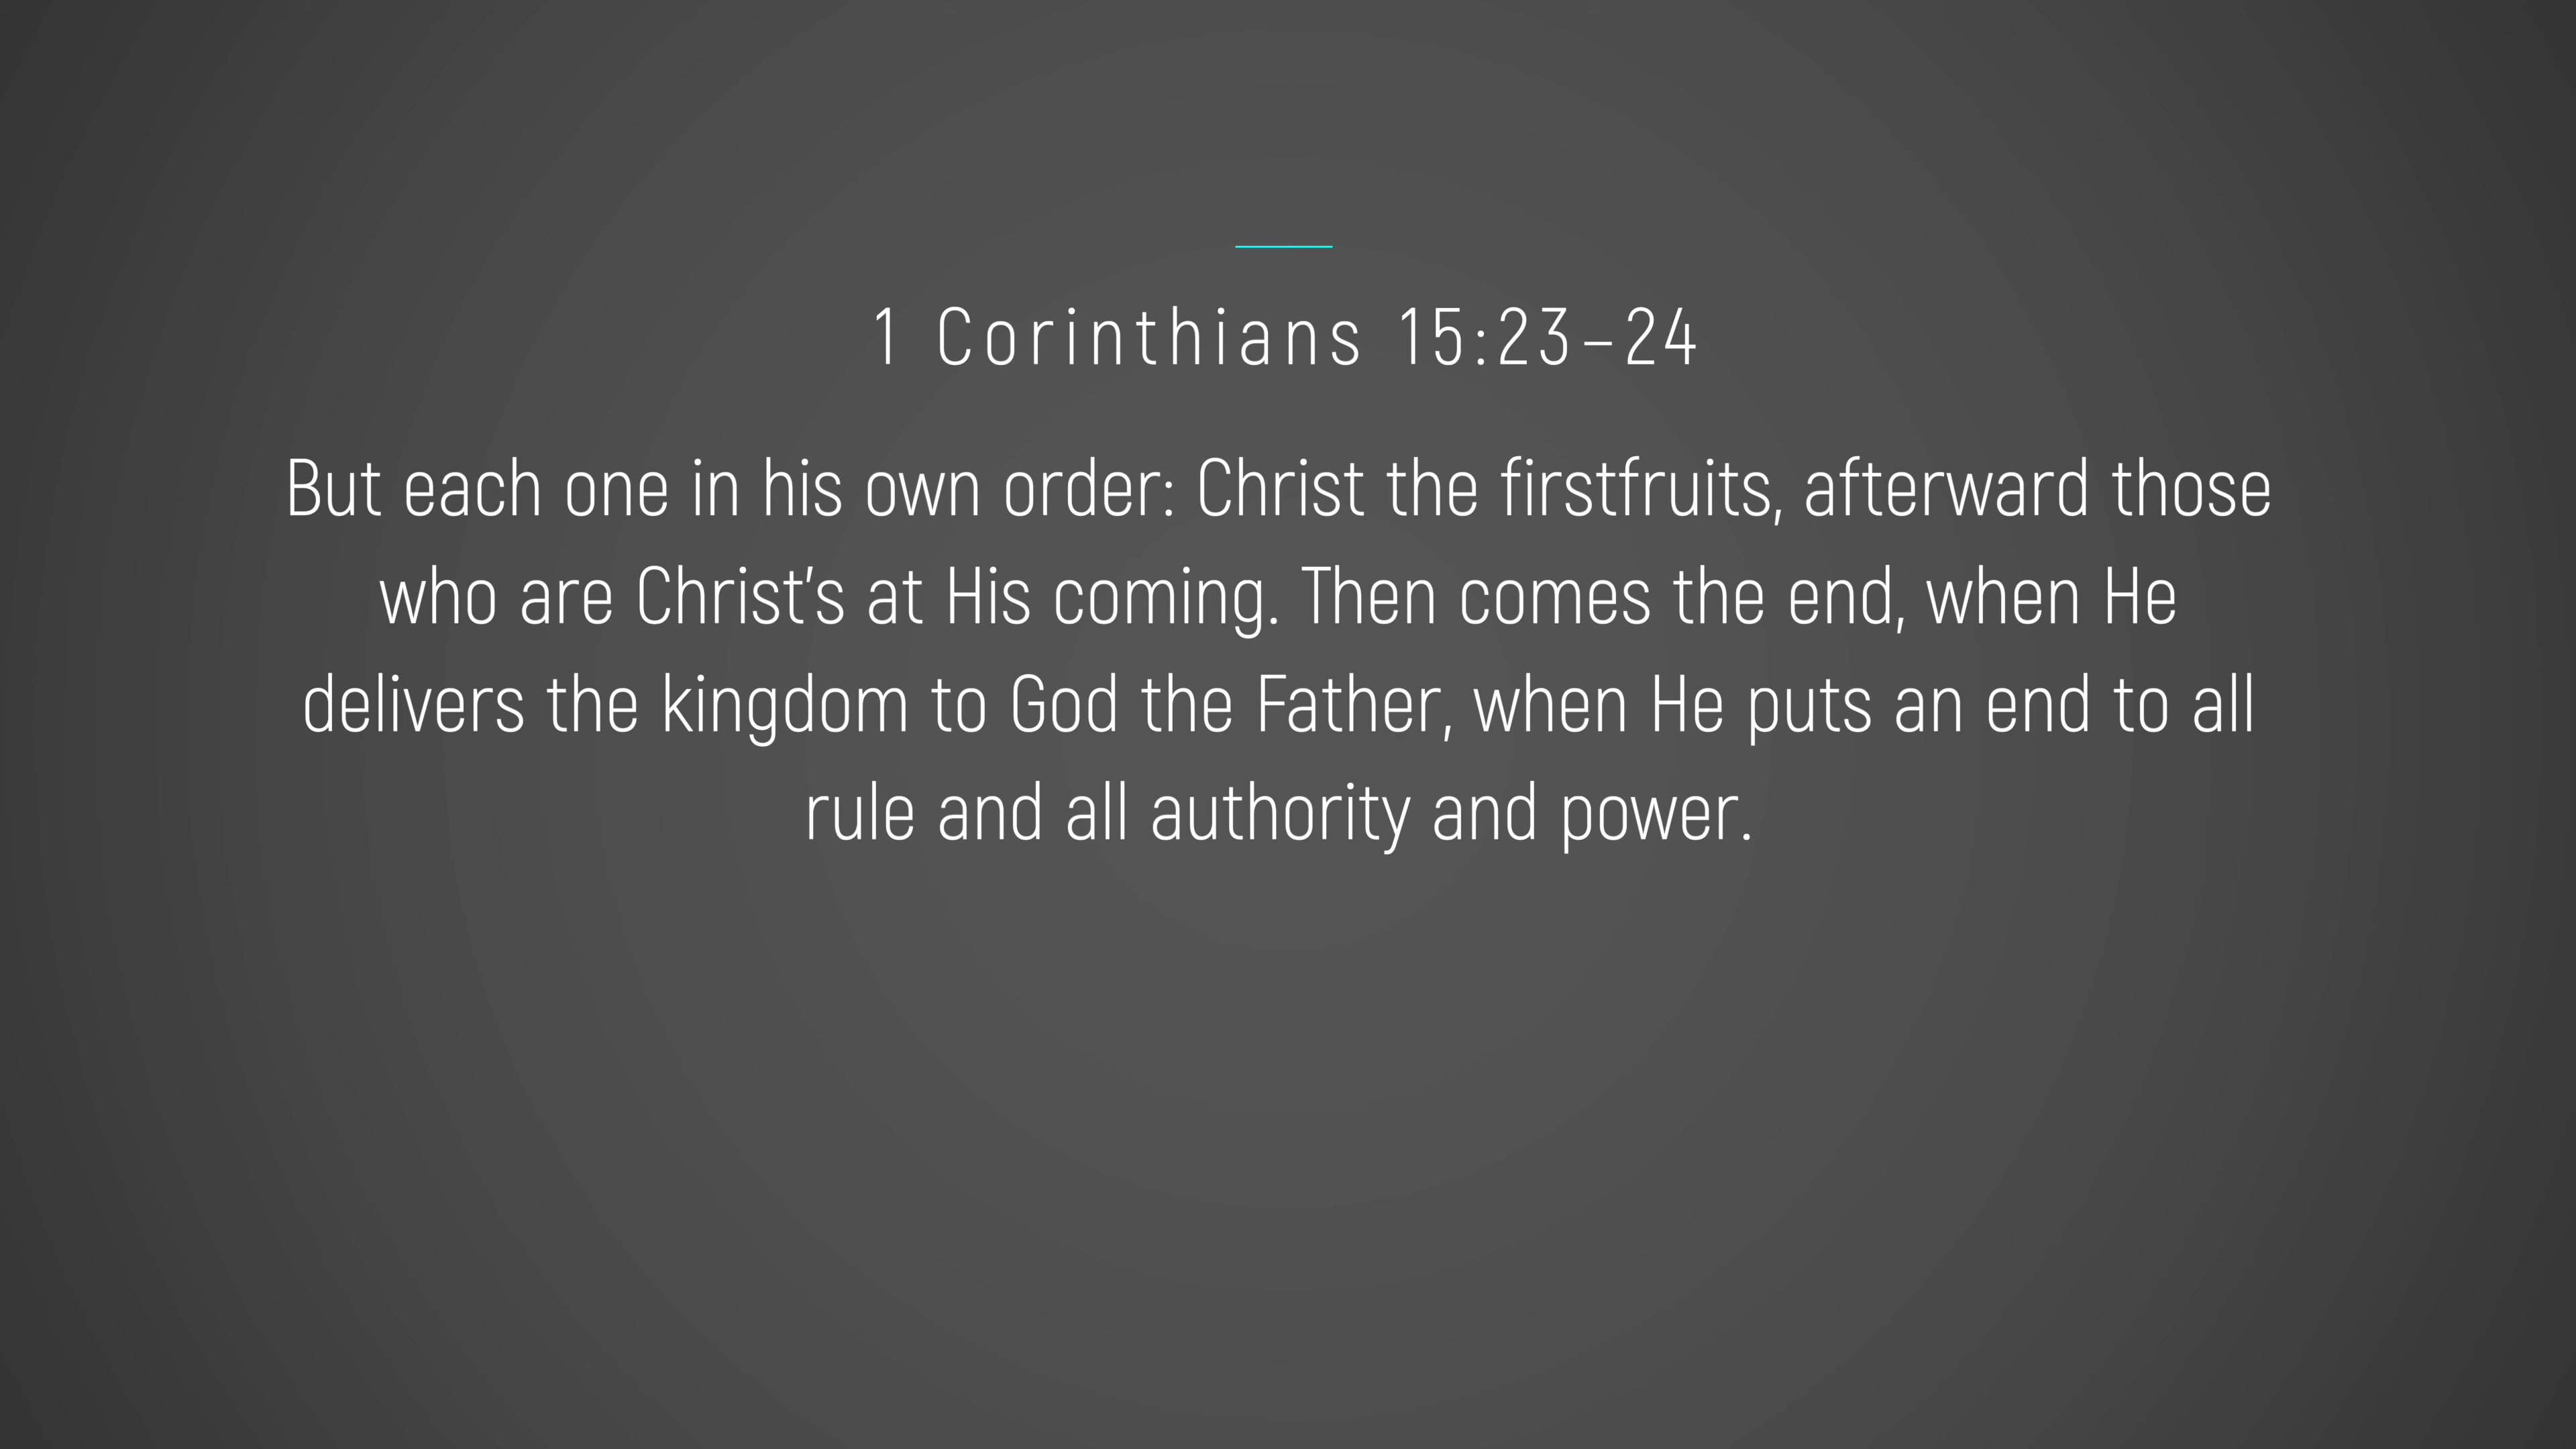 1 Corinthians 15:23–24
But each one in his own order: Christ the firstfruits, afterward those
who are Christ’s at His coming. Then comes the end, when He
delivers the kingdom to God the Father, when He puts an end to all
rule and all authority and power.